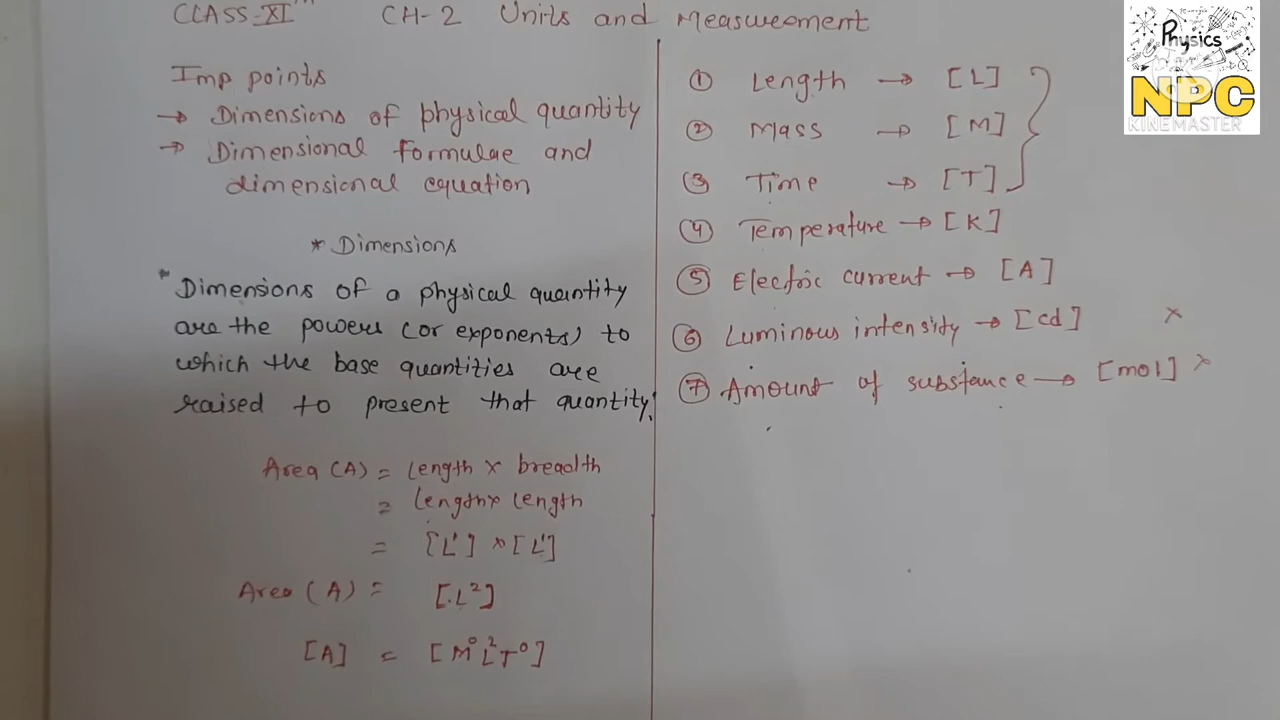 CLASS-XI CH-2 Units and Measurement
Imp points
→ Dimensions of physical quantity
→ Dimensional formulae and
dimensional equation
* Dimensions
* Dimensions of a physical quantity
are the powers (or exponents) to
which the base quantities are
raised to present that quantity.
Area (A) = Length × breadth
= Length × Length
= [L¹] × [L¹]
Area (A) = [L²]
[A] = [M⁰L²T⁰]
① Length → [L]
② Mass → [M]
③ Time → [T]
④ Temperature → [K]
⑤ Electric current → [A]
⑥ Luminous intensity → [cd] ×
⑦ Amount of substance → [mol] ×
Physics
NPC
KINEMASTER